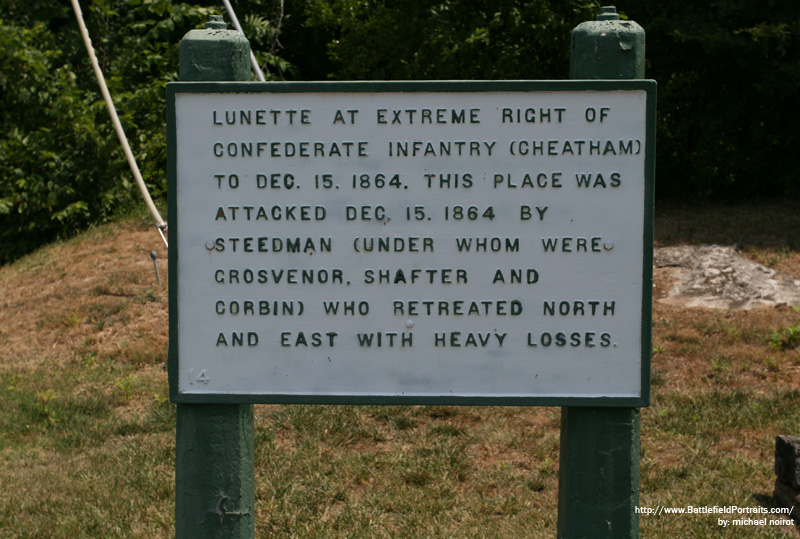 LUNETTE AT EXTREME RIGHT OF
CONFEDERATE INFANTRY (CHEATHAM)
TO DEC. 15. 1864. THIS PLACE WAS
ATTACKED DEC. 15. 1864 BY
STEEDMAN (UNDER WHOM WERE
GROSVENOR, SHAFTER AND
CORBIN) WHO RETREATED NORTH
AND EAST WITH HEAVY LOSSES.
14
http://www.BattlefieldPortraits.com/
by: michael noirot